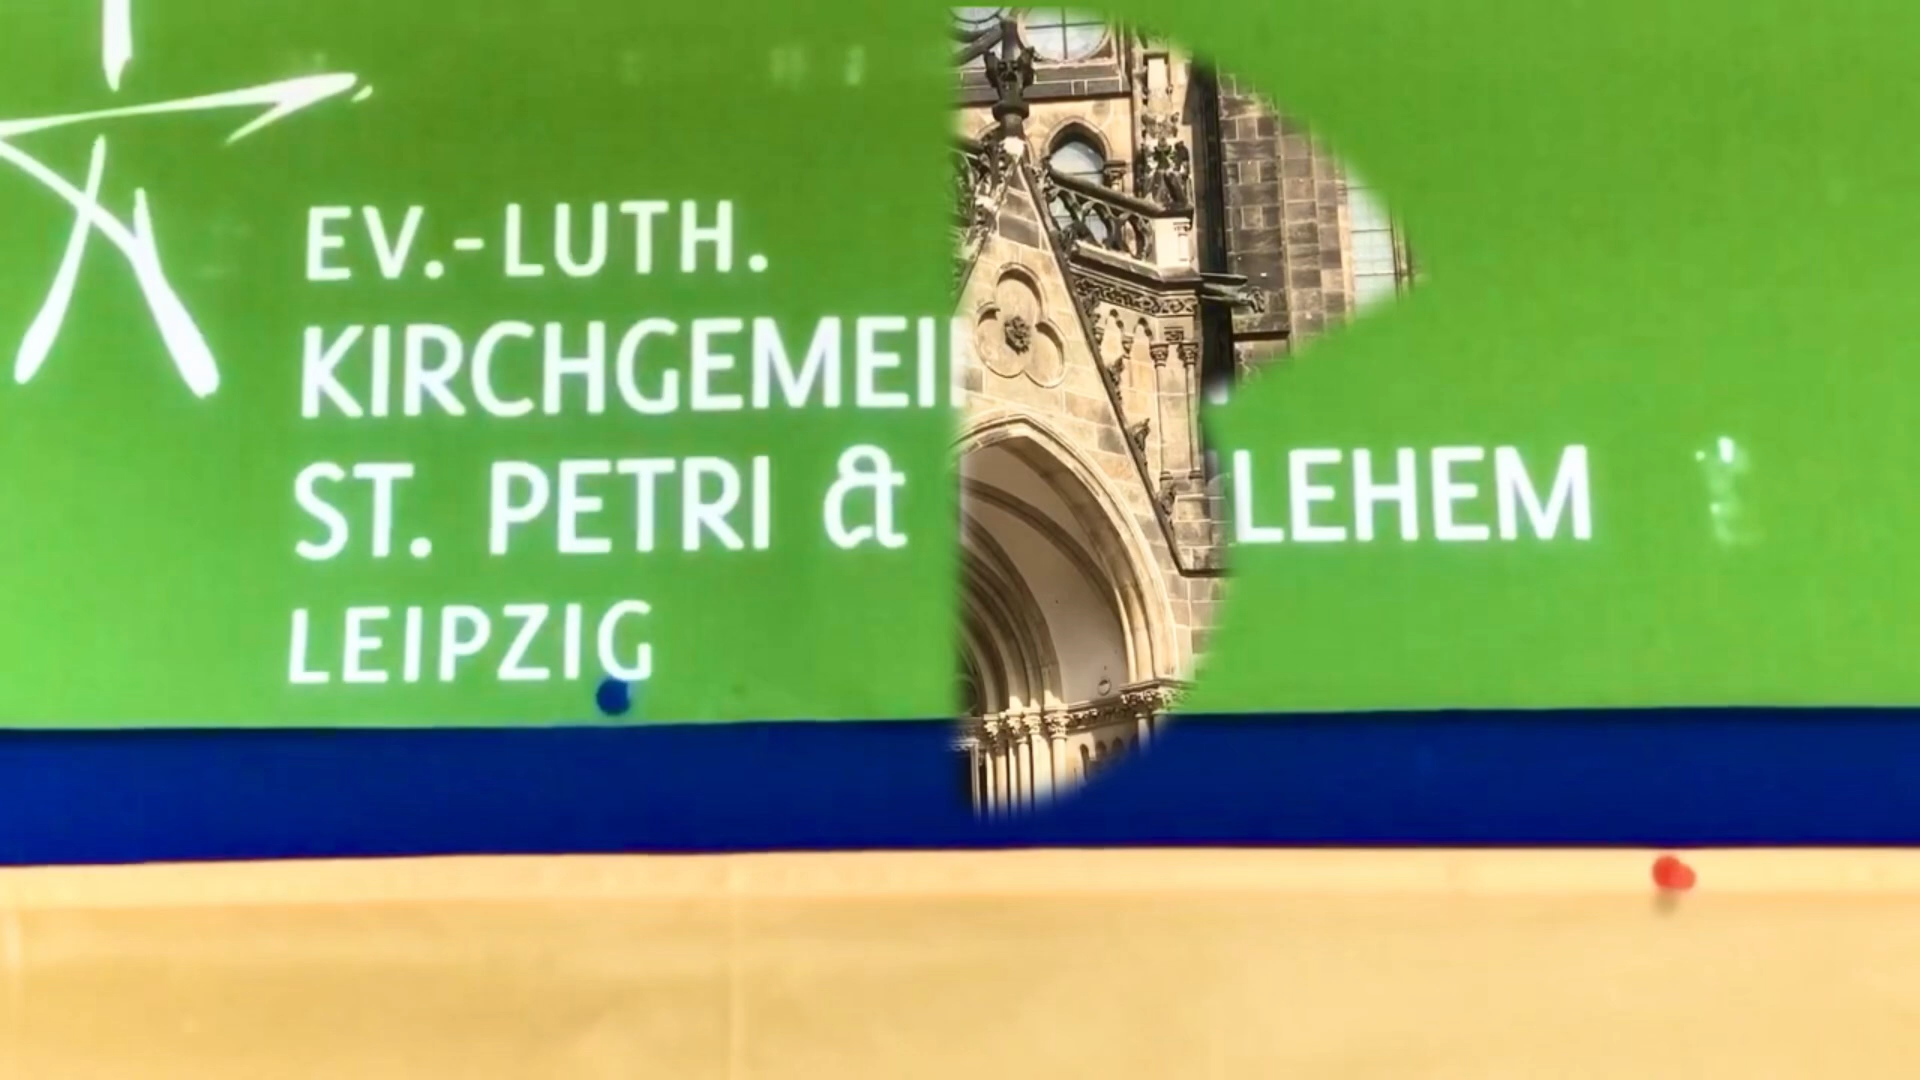 EV.-LUTH.
KIRCHGEMEI
ST. PETRI & LEHEM
LEIPZIG